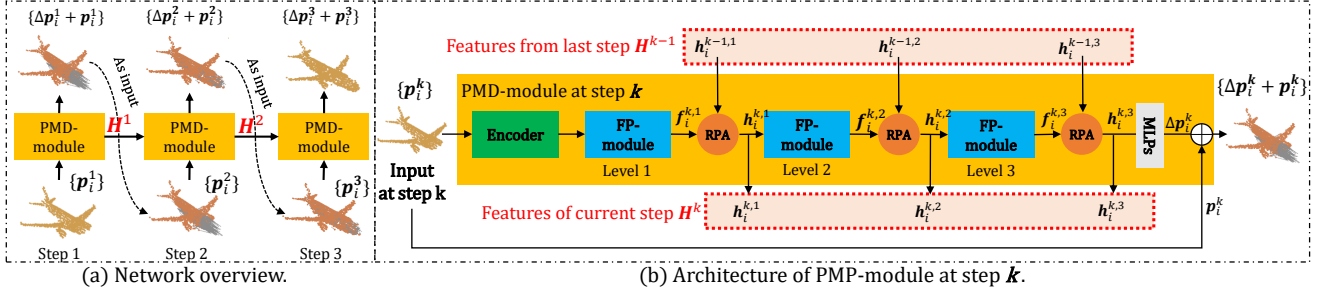 {Δp_i^1 + p_i^1}
{Δp_i^2 + p_i^2}
{Δp_i^3 + p_i^3}
As input
As input
PMD-module
H^1
PMD-module
H^2
PMD-module
{p_i^1}
{p_i^2}
{p_i^3}
Step 1
Step 2
Step 3
(a) Network overview.
Features from last step H^{k-1}
h_i^{k-1,1}
h_i^{k-1,2}
h_i^{k-1,3}
{p_i^k}
PMD-module at step k
{Δp_i^k + p_i^k}
Encoder
FP-module
f_i^{k,1}
RPA
h_i^{k,1}
FP-module
f_i^{k,2}
RPA
h_i^{k,2}
FP-module
f_i^{k,3}
RPA
h_i^{k,3}
MLPs
Δp_i^k
Level 1
Level 2
Level 3
Input
at step k
Features of current step H^k
h_i^{k,1}
h_i^{k,2}
h_i^{k,3}
p_i^k
(b) Architecture of PMP-module at step k.